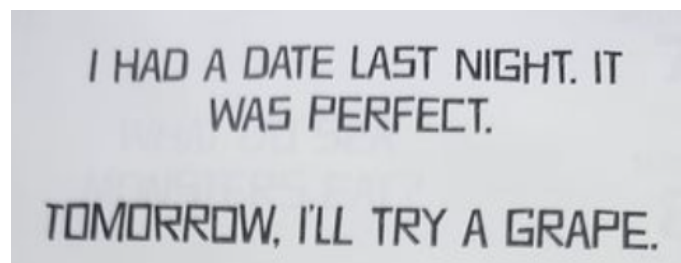 I HAD A DATE LAST NIGHT. IT
WAS PERFECT.
TOMORROW, I'LL TRY A GRAPE.